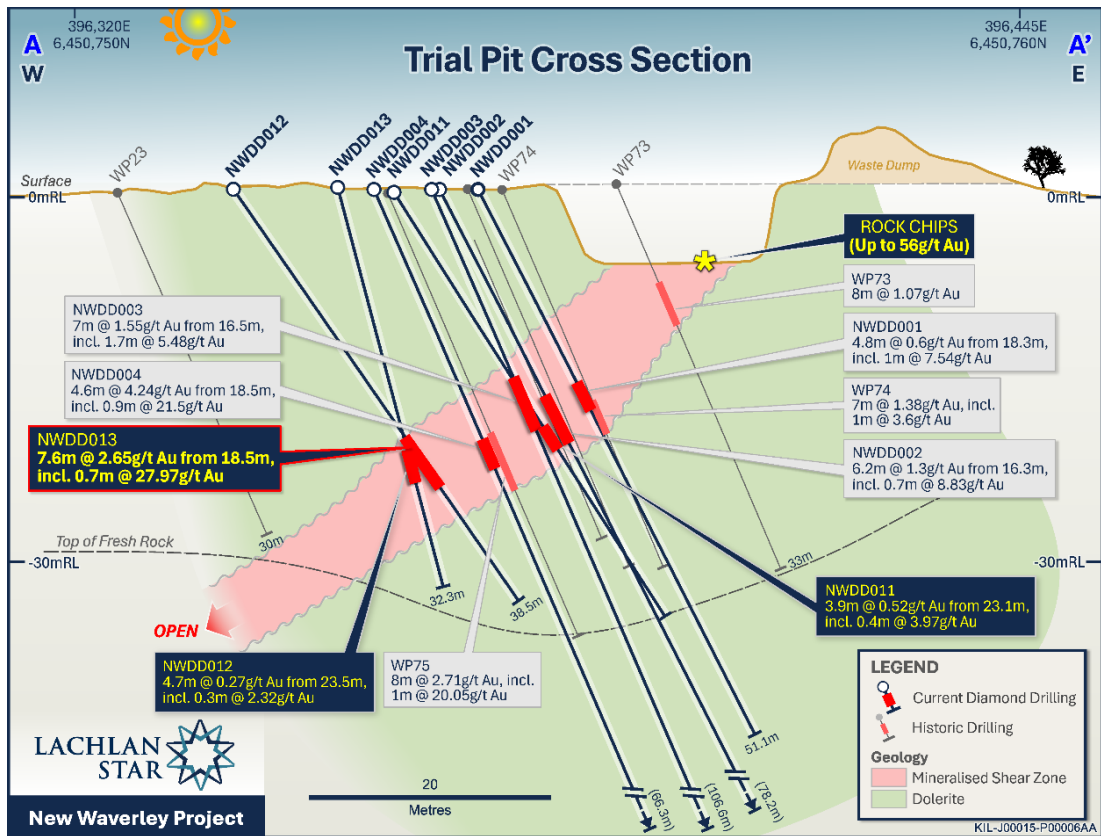 396,320E
6,450,750N
A
W
Trial Pit Cross Section
396,445E
6,450,760N
A'
E
WP23
NWDD012
NWDD013
NWDD004
NWDD011
NWDD003
NWDD002
NWDD001
WP74
WP73
Waste Dump
Surface
0mRL
0mRL
ROCK CHIPS
(Up to 56g/t Au)
WP73
8m @ 1.07g/t Au
NWDD003
7m @ 1.55g/t Au from 16.5m,
incl. 1.7m @ 5.48g/t Au
NWDD001
4.8m @ 0.6g/t Au from 18.3m,
incl. 1m @ 7.54g/t Au
NWDD004
4.6m @ 4.24g/t Au from 18.5m,
incl. 0.9m @ 21.5g/t Au
WP74
7m @ 1.38g/t Au, incl.
1m @ 3.6g/t Au
NWDD013
7.6m @ 2.65g/t Au from 18.5m,
incl. 0.7m @ 27.97g/t Au
NWDD002
6.2m @ 1.3g/t Au from 16.3m,
incl. 0.7m @ 8.83g/t Au
Top of Fresh Rock
30m
33m
-30mRL
-30mRL
32.3m
38.5m
NWDD011
3.9m @ 0.52g/t Au from 23.1m,
incl. 0.4m @ 3.97g/t Au
OPEN
NWDD012
4.7m @ 0.27g/t Au from 23.5m,
incl. 0.3m @ 2.32g/t Au
WP75
8m @ 2.71g/t Au, incl.
1m @ 20.05g/t Au
51.1m
(66.3m)
(106.6m)
(78.2m)
LEGEND
Current Diamond Drilling
Historic Drilling
Geology
Mineralised Shear Zone
Dolerite
LACHLAN
STAR
New Waverley Project
20
Metres
KIL-J00015-P00006AA